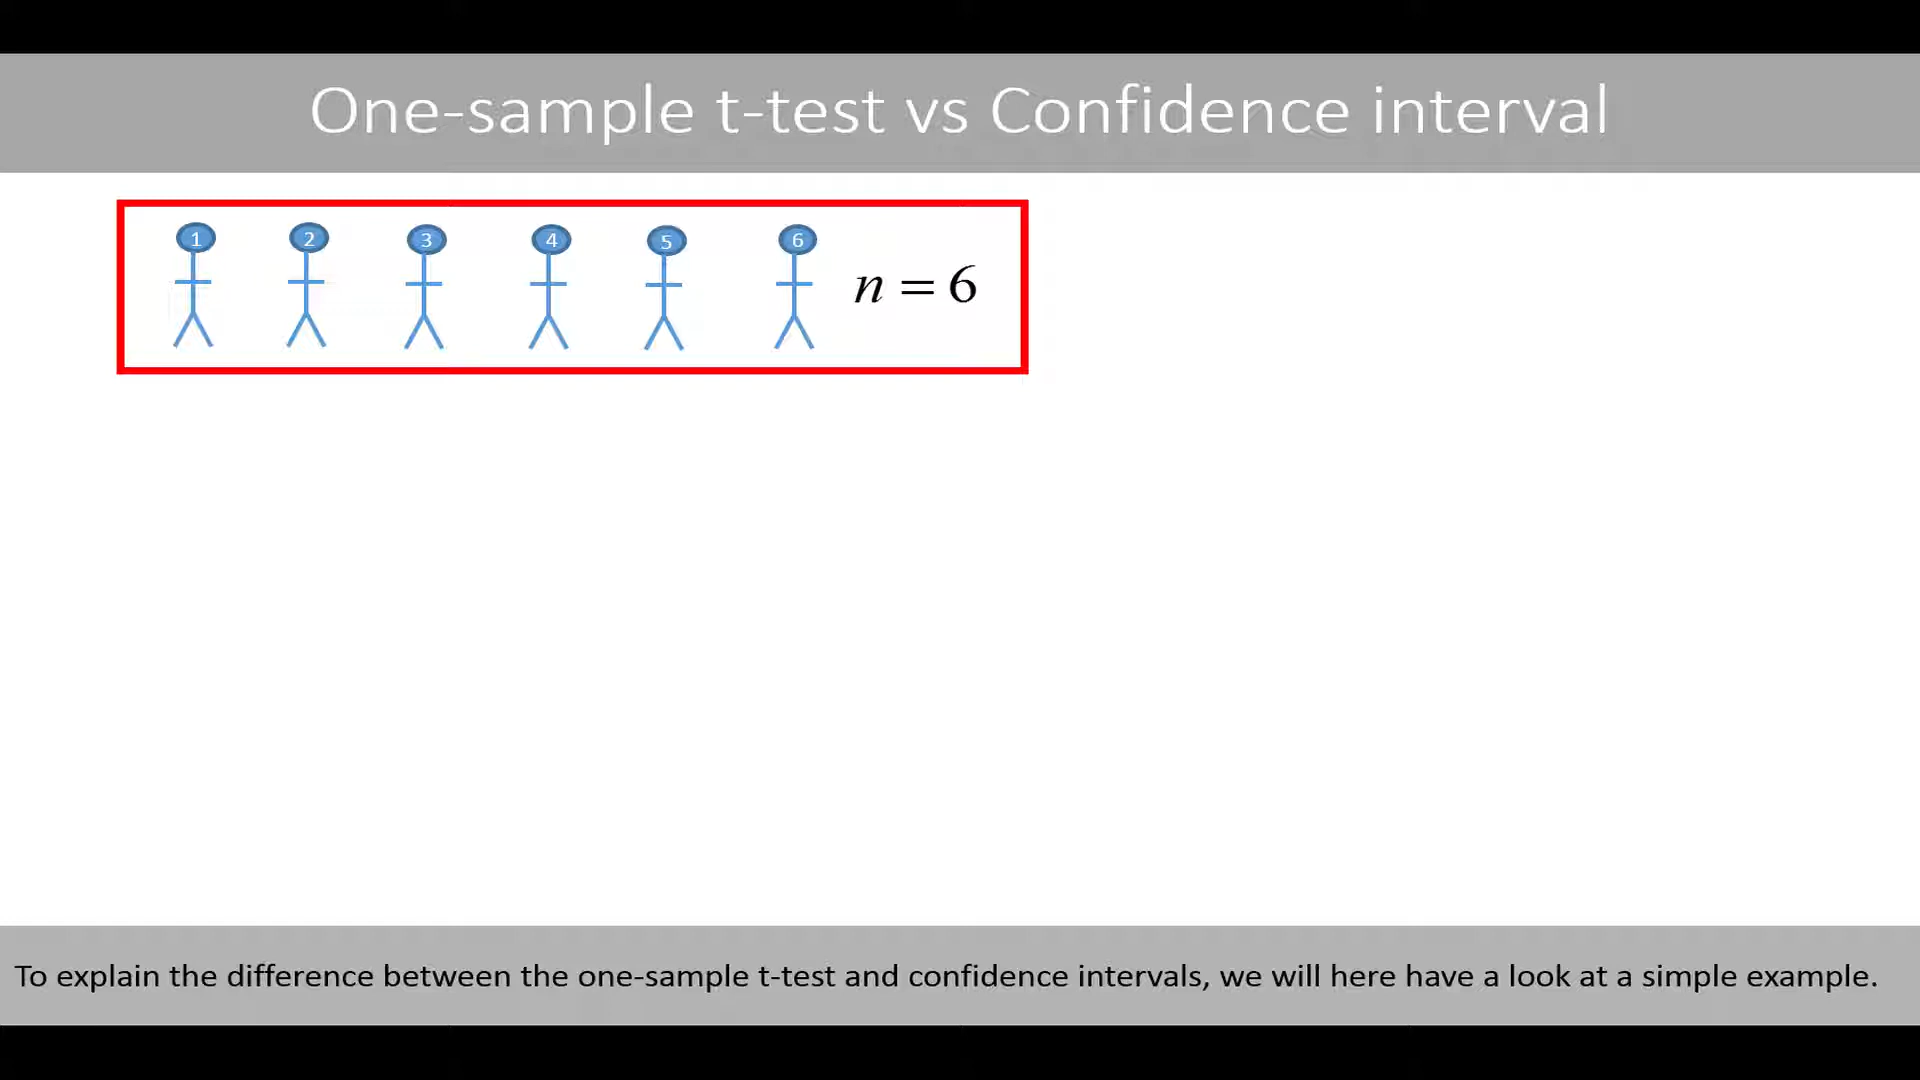 One-sample t-test vs Confidence interval
1 2 3 4 5 6
n = 6
To explain the difference between the one-sample t-test and confidence intervals, we will here have a look at a simple example.